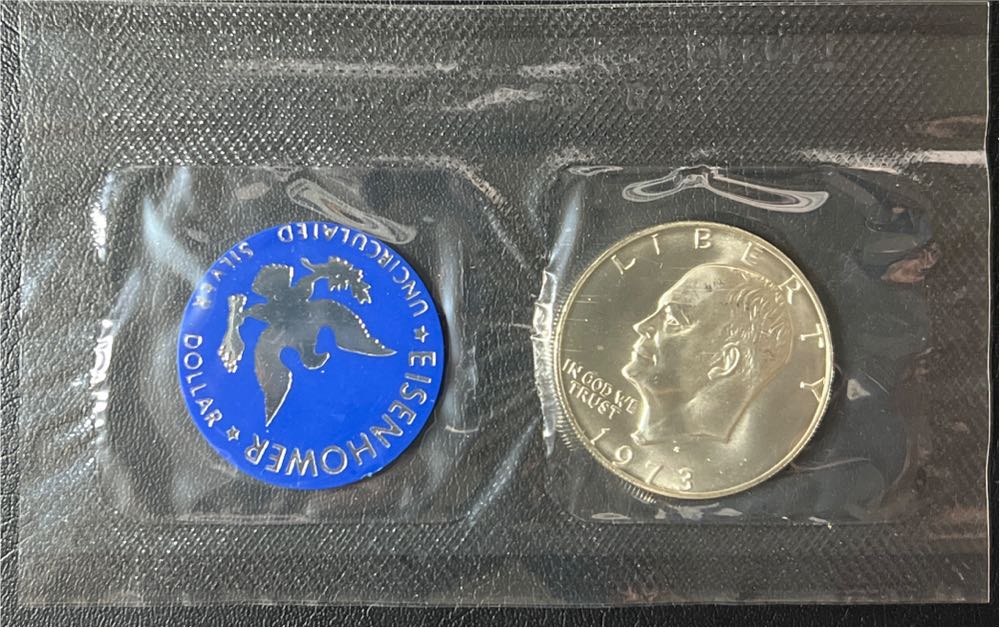 EISENHOWER
UNCIRCULATED SILVER DOLLAR
LIBERTY
IN GOD WE
TRUST
1973